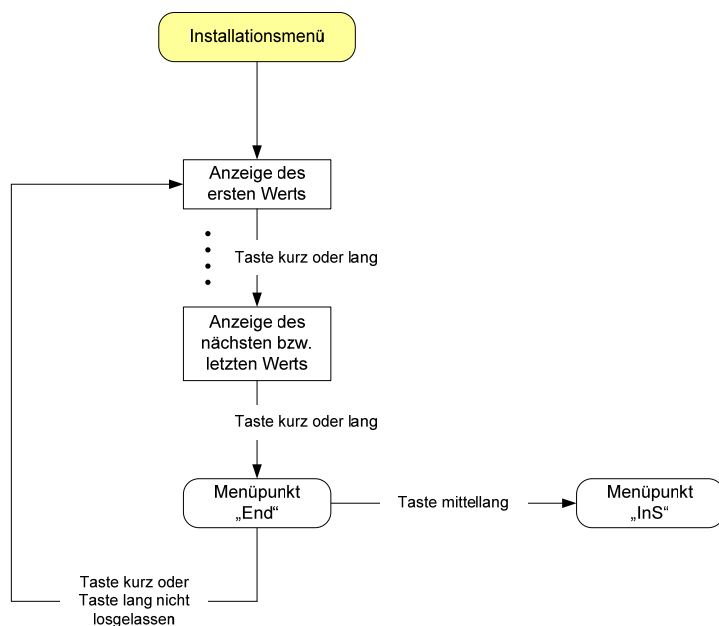 Installationsmenü
Anzeige des
ersten Werts
Taste kurz oder lang
Anzeige des
nächsten bzw.
letzten Werts
Taste kurz oder lang
Menüpunkt
„End“
Taste mittellang
Menüpunkt
„InS“
Taste kurz oder
Taste lang nicht
losgelassen